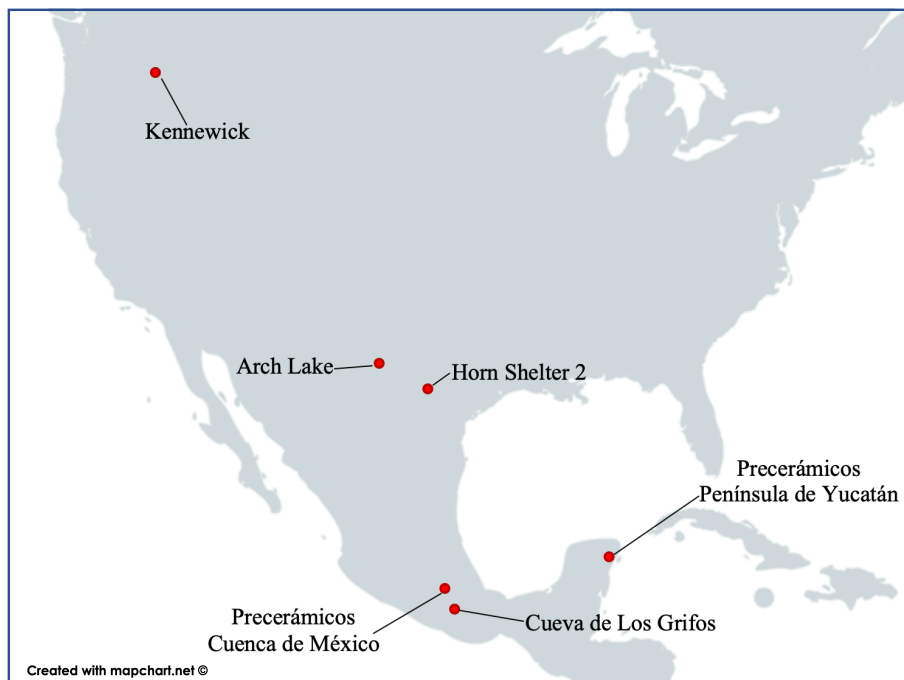 Kennewick
Arch Lake
Horn Shelter 2
Precerámicos
Península de Yucatán
Precerámicos
Cuenca de México
Cueva de Los Grifos
Created with mapchart.net ©